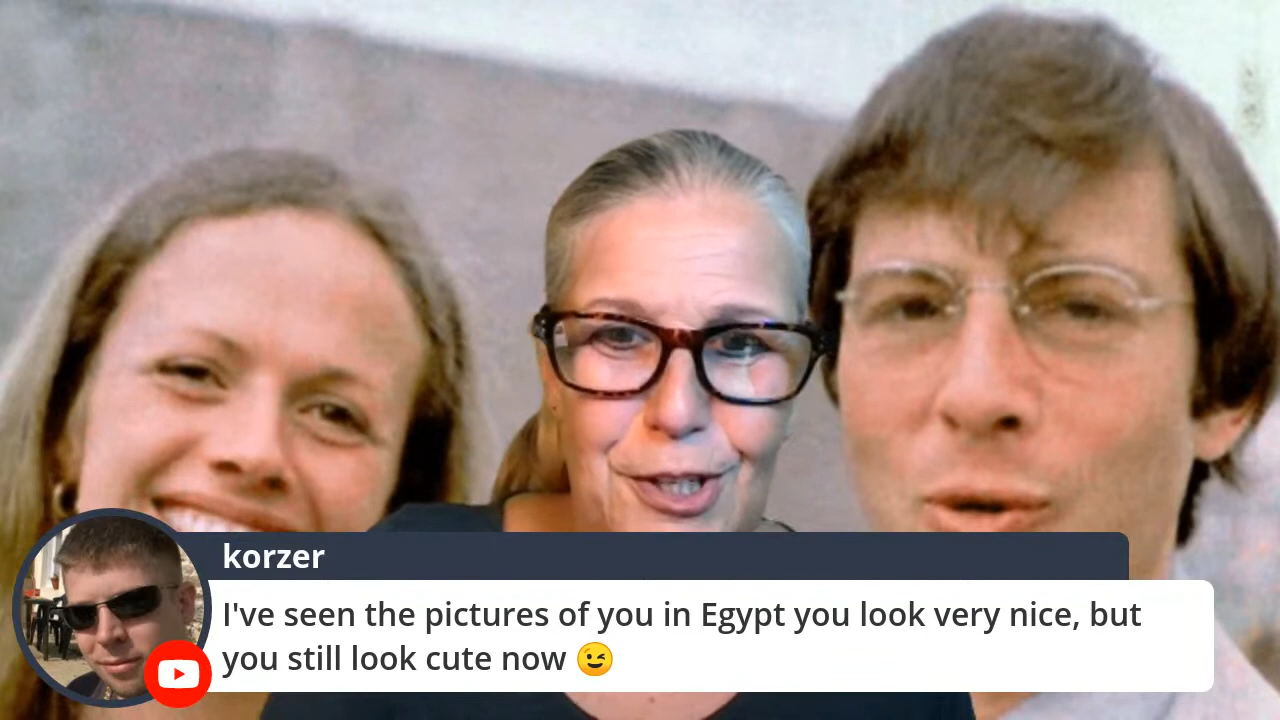 korzer
I've seen the pictures of you in Egypt you look very nice, but
you still look cute now 😉